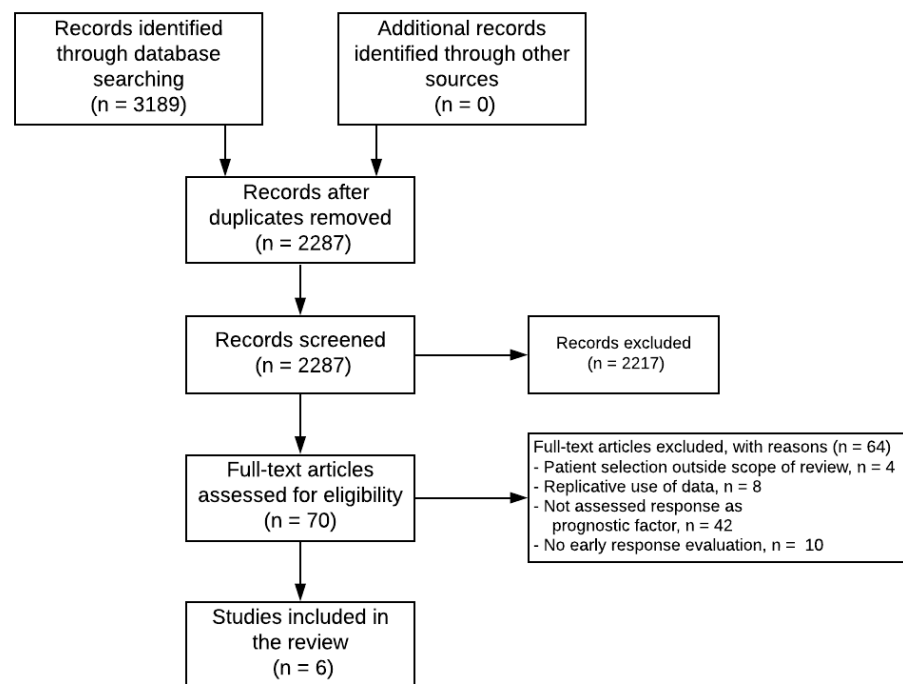 Records identified
through database
searching
(n = 3189)
Additional records
identified through other
sources
(n = 0)
Records after
duplicates removed
(n = 2287)
Records screened
(n = 2287)
Records excluded
(n = 2217)
Full-text articles
assessed for eligibility
(n = 70)
Full-text articles excluded, with reasons (n = 64)
- Patient selection outside scope of review, n = 4
- Replicative use of data, n = 8
- Not assessed response as
prognostic factor, n = 42
- No early response evaluation, n = 10
Studies included in
the review
(n = 6)